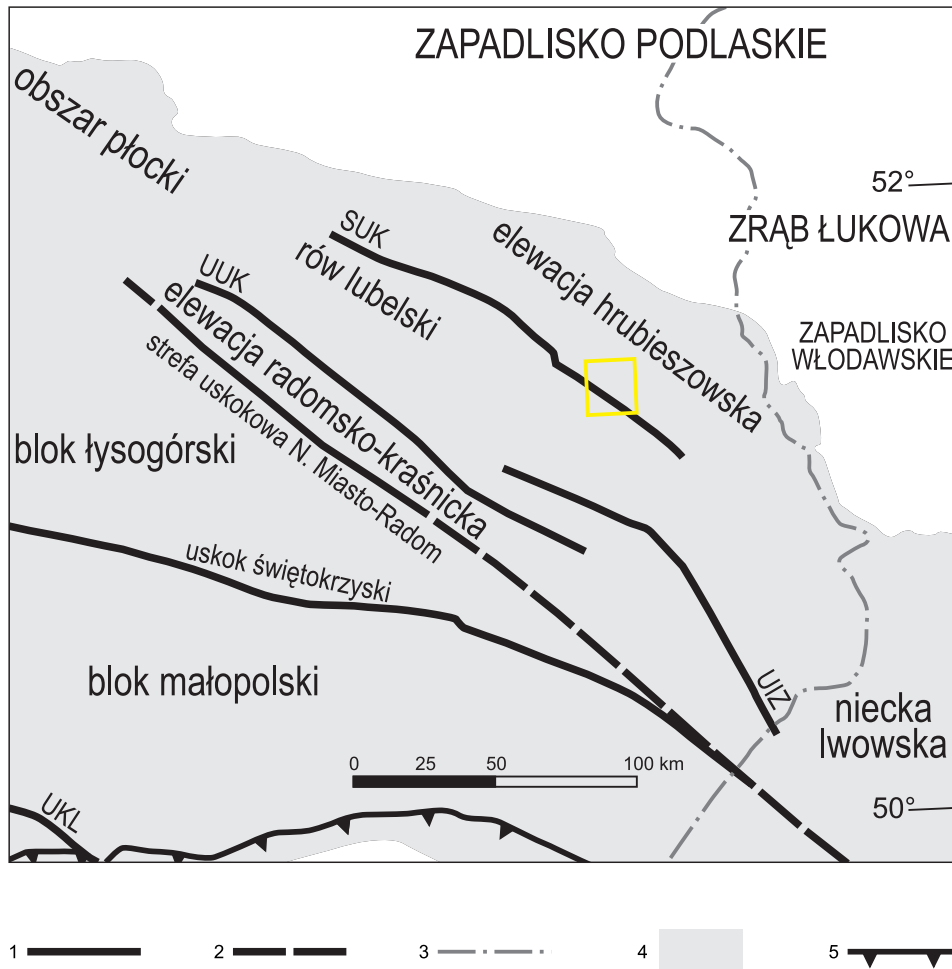 ZAPADLISKO PODLASKIE
obszar płocki
52°
ZRĄB ŁUKOWA
SUK
elewacja hrubieszowska
rów lubelski
UUK
elewacja radomsko-kraśnicka
strefa uskokowa N. Miasto-Radom
ZAPADLISKO
WŁODAWSKIE
blok łysogórski
uskok świętokrzyski
blok małopolski
UIZ
niecka
lwowska
0 25 50 100 km
50°
UKL
1 2 3 4 5